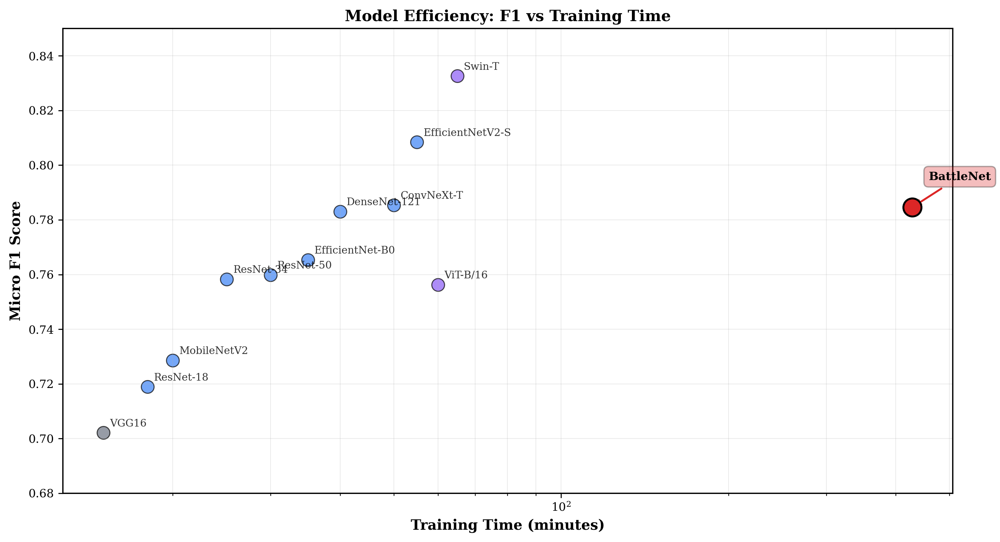 Model Efficiency: F1 vs Training Time
Micro F1 Score
0.84
0.82
0.80
0.78
0.76
0.74
0.72
0.70
0.68
Swin-T
EfficientNetV2-S
BattleNet
ConvNeXt-T
DenseNet-121
EfficientNet-B0
ResNet-50
ResNet-34
ViT-B/16
MobileNetV2
ResNet-18
VGG16
10²
Training Time (minutes)